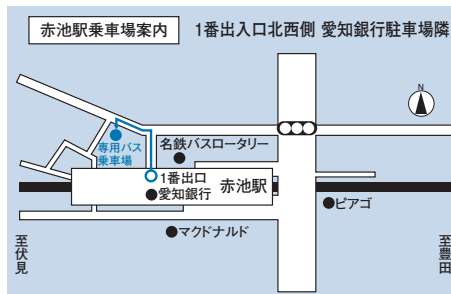 赤池駅乗車場案内
1番出入口北西側 愛知銀行駐車場隣
N
専用バス
乗車場
名鉄バスロータリー
1番出口
愛知銀行
赤池駅
ピアゴ
マクドナルド
至伏見
至豊田